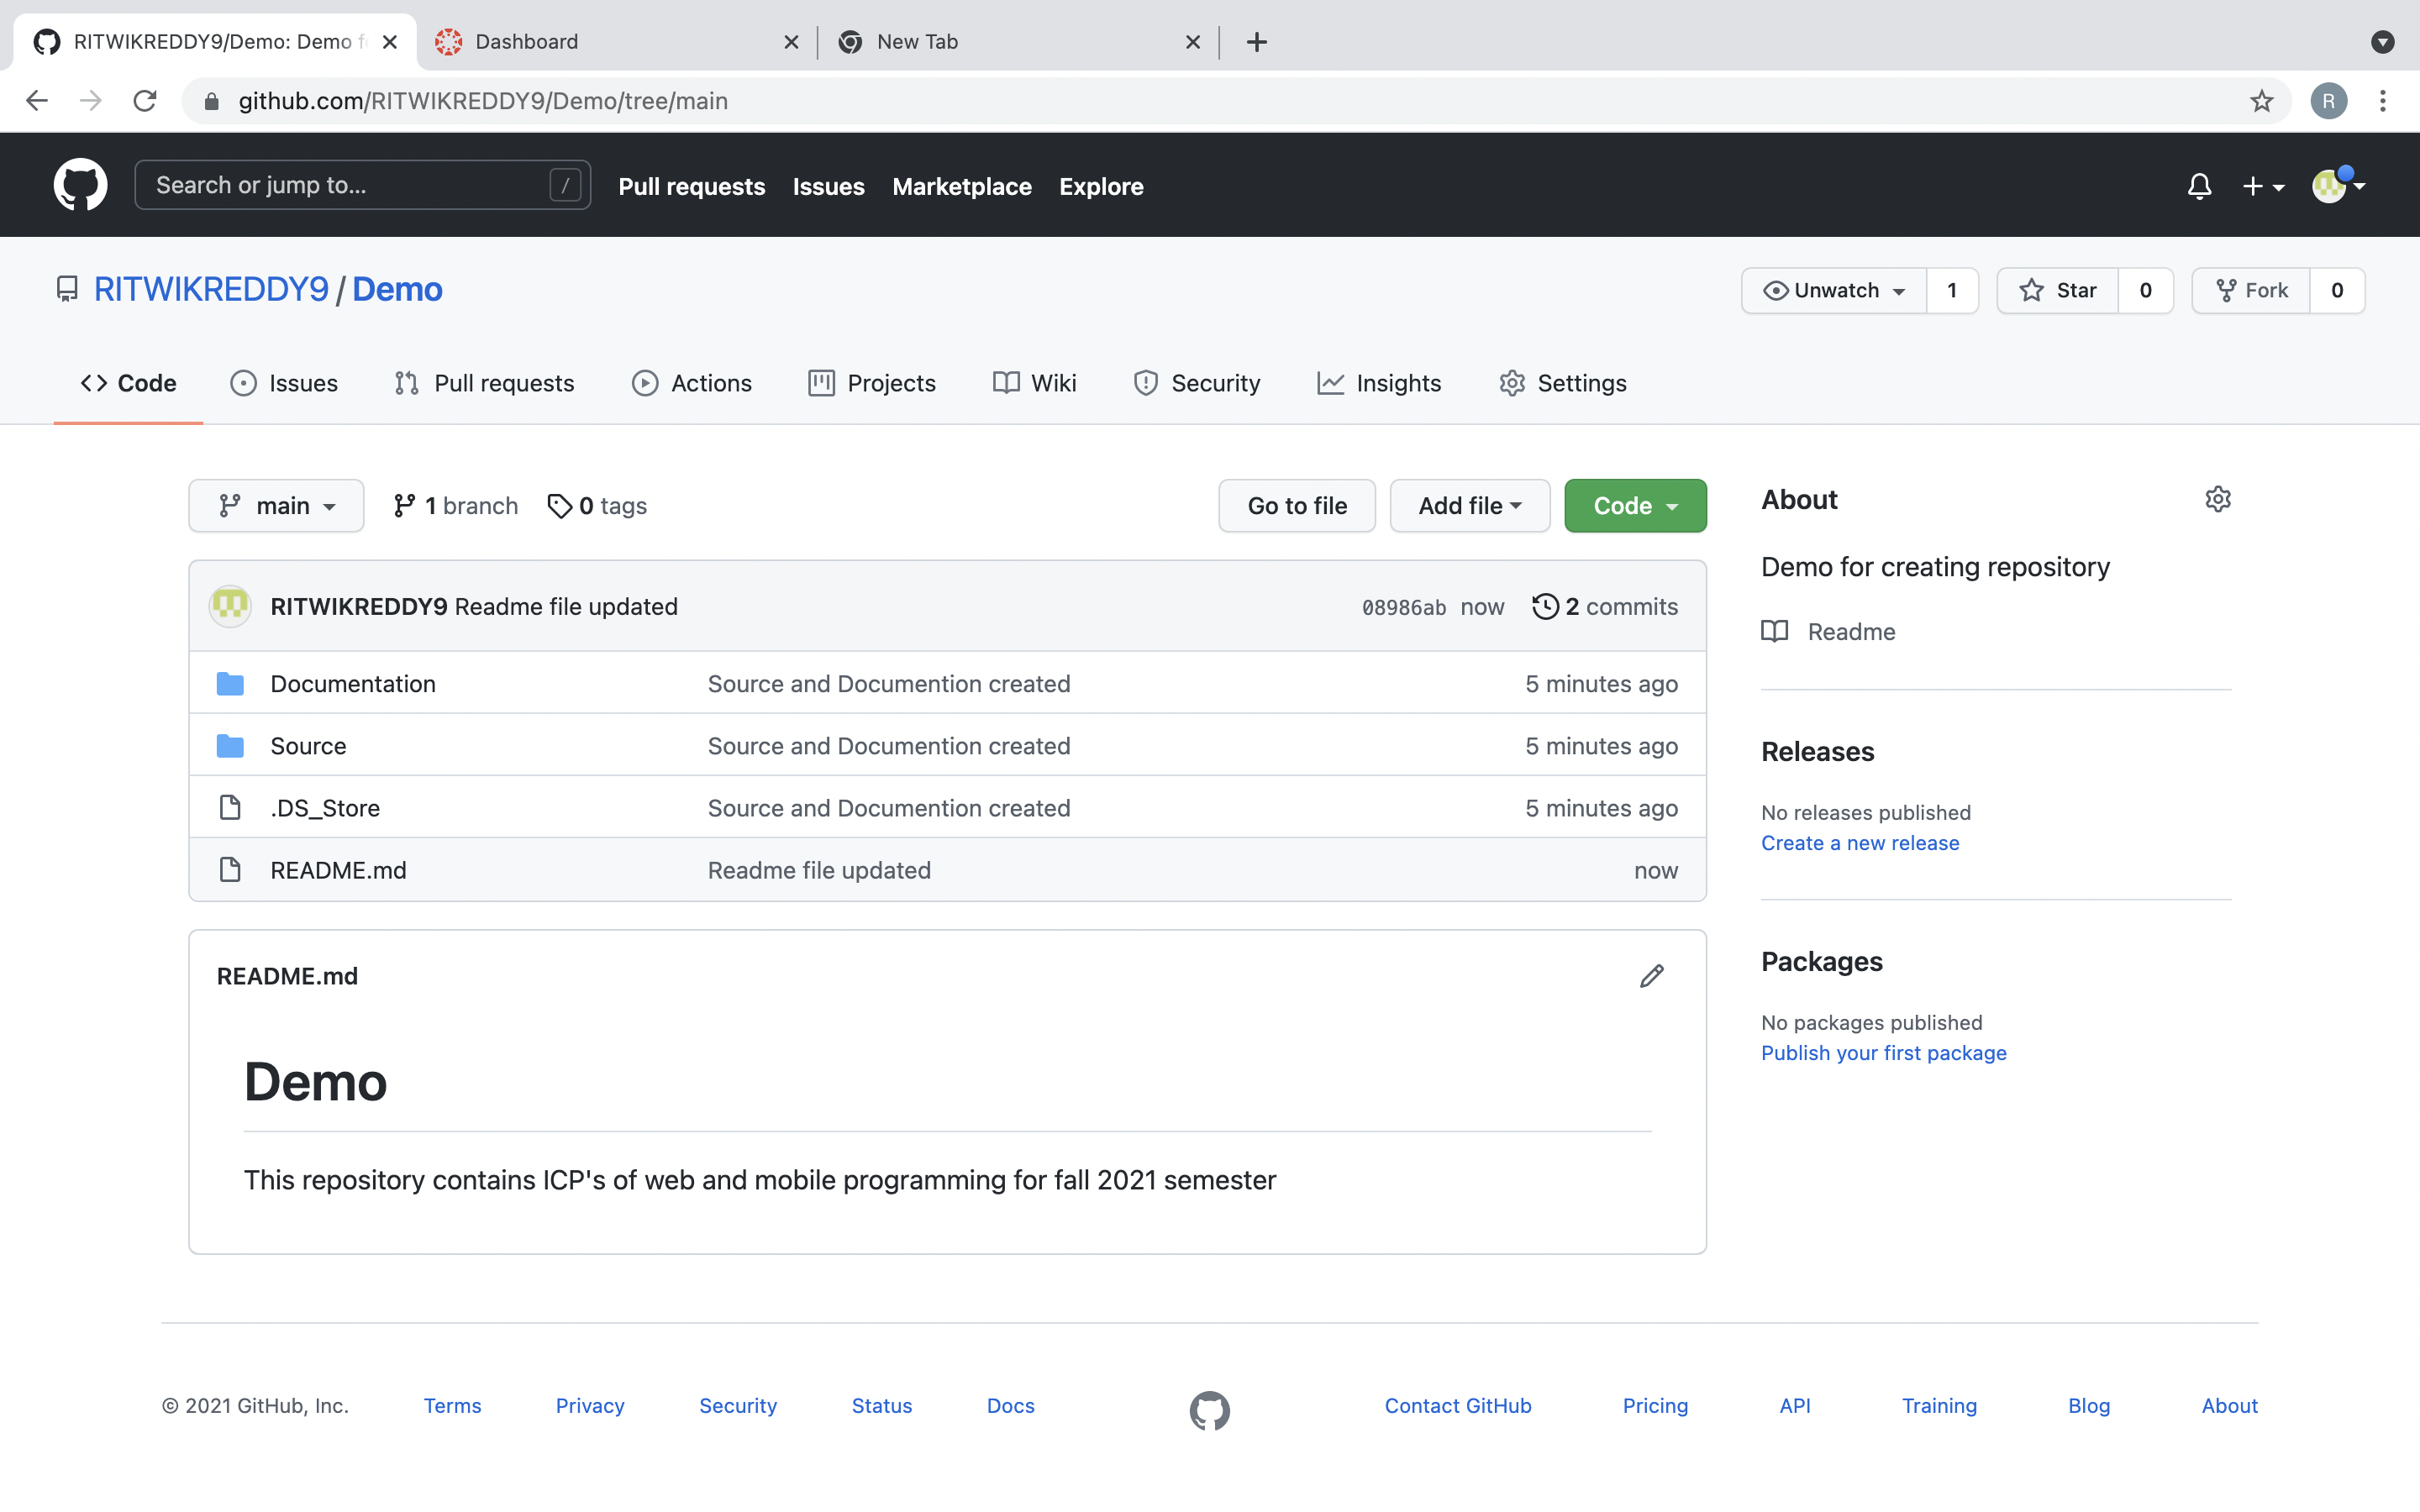 RITWIKREDDY9/Demo: Demo f
Dashboard
New Tab
github.com/RITWIKREDDY9/Demo/tree/main
R
Search or jump to...
/
Pull requests
Issues
Marketplace
Explore
RITWIKREDDY9 / Demo
Unwatch 1
Star 0
Fork 0
Code
Issues
Pull requests
Actions
Projects
Wiki
Security
Insights
Settings
main
1 branch
0 tags
Go to file
Add file
Code
RITWIKREDDY9 Readme file updated 08986ab now 2 commits
Documentation Source and Documention created 5 minutes ago
Source Source and Documention created 5 minutes ago
.DS_Store Source and Documention created 5 minutes ago
README.md Readme file updated now
README.md
Demo
This repository contains ICP's of web and mobile programming for fall 2021 semester
About
Demo for creating repository
Readme
Releases
No releases published
Create a new release
Packages
No packages published
Publish your first package
© 2021 GitHub, Inc.
Terms
Privacy
Security
Status
Docs
Contact GitHub
Pricing
API
Training
Blog
About